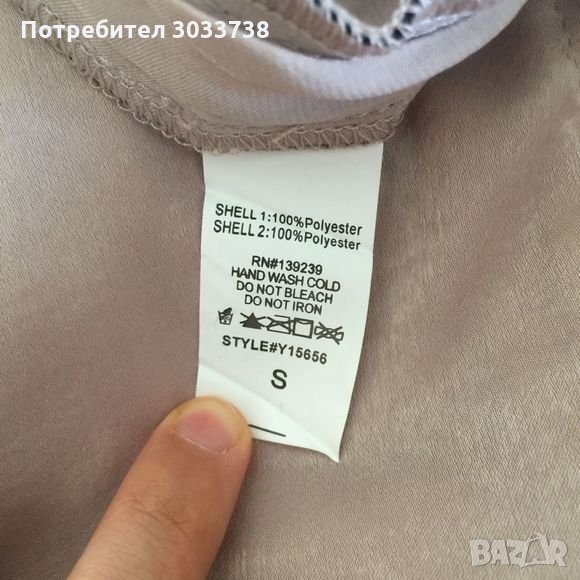 Потребител 3033738
SHELL 1:100%Polyester
SHELL 2:100%Polyester
RN#139239
HAND WASH COLD
DO NOT BLEACH
DO NOT IRON
STYLE#Y15656
S
BAZAR